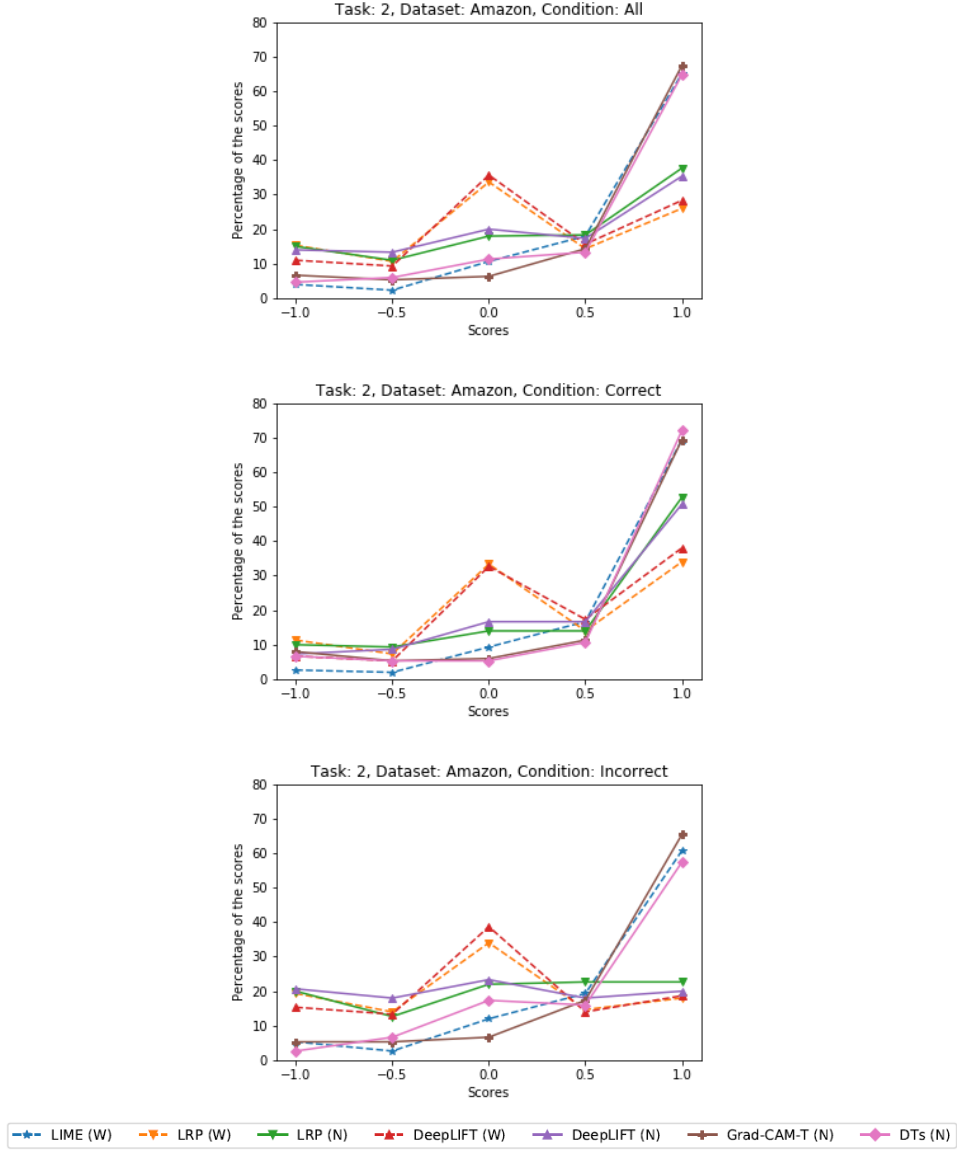 Task: 2, Dataset: Amazon, Condition: All
80
70
60
50
40
30
20
10
0
Percentage of the scores
−1.0 −0.5 0.0 0.5 1.0
Scores
Task: 2, Dataset: Amazon, Condition: Correct
80
70
60
50
40
30
20
10
0
Percentage of the scores
−1.0 −0.5 0.0 0.5 1.0
Scores
Task: 2, Dataset: Amazon, Condition: Incorrect
80
70
60
50
40
30
20
10
0
Percentage of the scores
−1.0 −0.5 0.0 0.5 1.0
Scores
LIME (W) LRP (W) LRP (N) DeepLIFT (W) DeepLIFT (N) Grad-CAM-T (N) DTs (N)